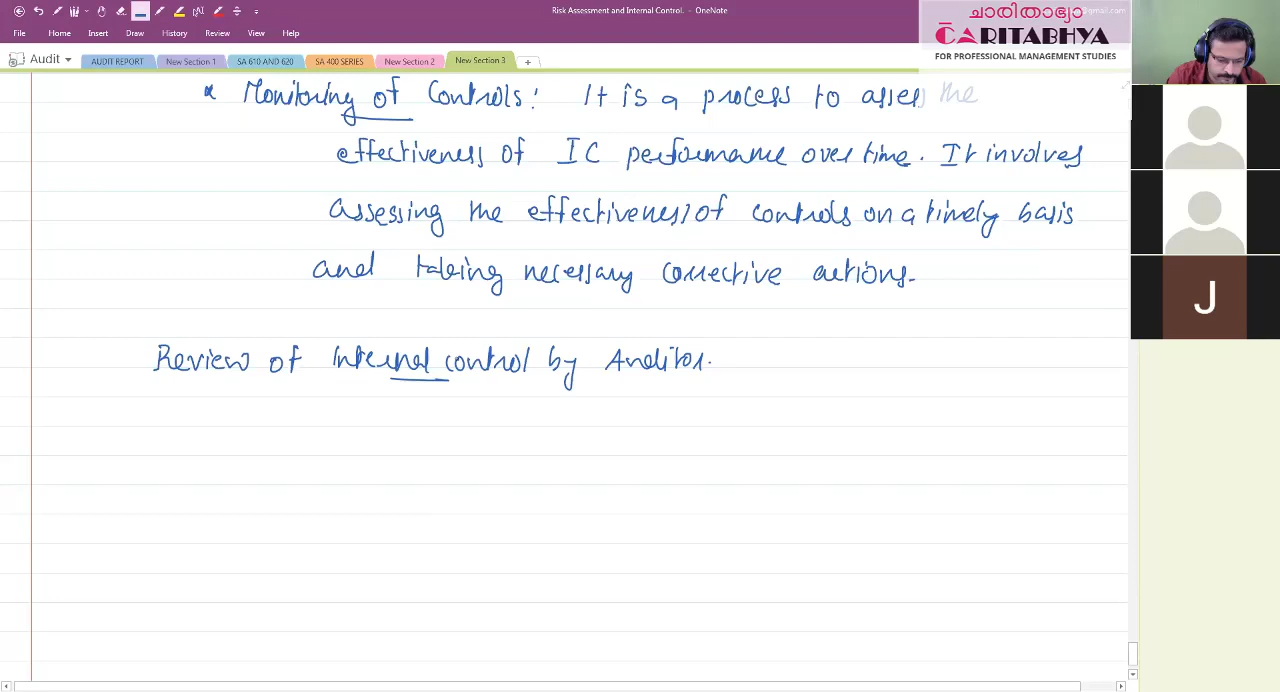 Risk Assessment and Internal Control. - OneNote
@gmail.com
ചാരിതാഭ്യാ
CARITABHYA
FOR PROFESSIONAL MANAGEMENT STUDIES
File Home Insert Draw History Review View Help
Audit AUDIT REPORT New Section 1 SA 610 AND 620 SA 400 SERIES New Section 2 New Section 3 +
Monitoring of Controls: It is a process to assess the
effectiveness of IC performance over time. It involves
assessing the effectiveness of controls on a timely basis
and taking necessary corrective actions.
Review of Internal control by Auditor.
J